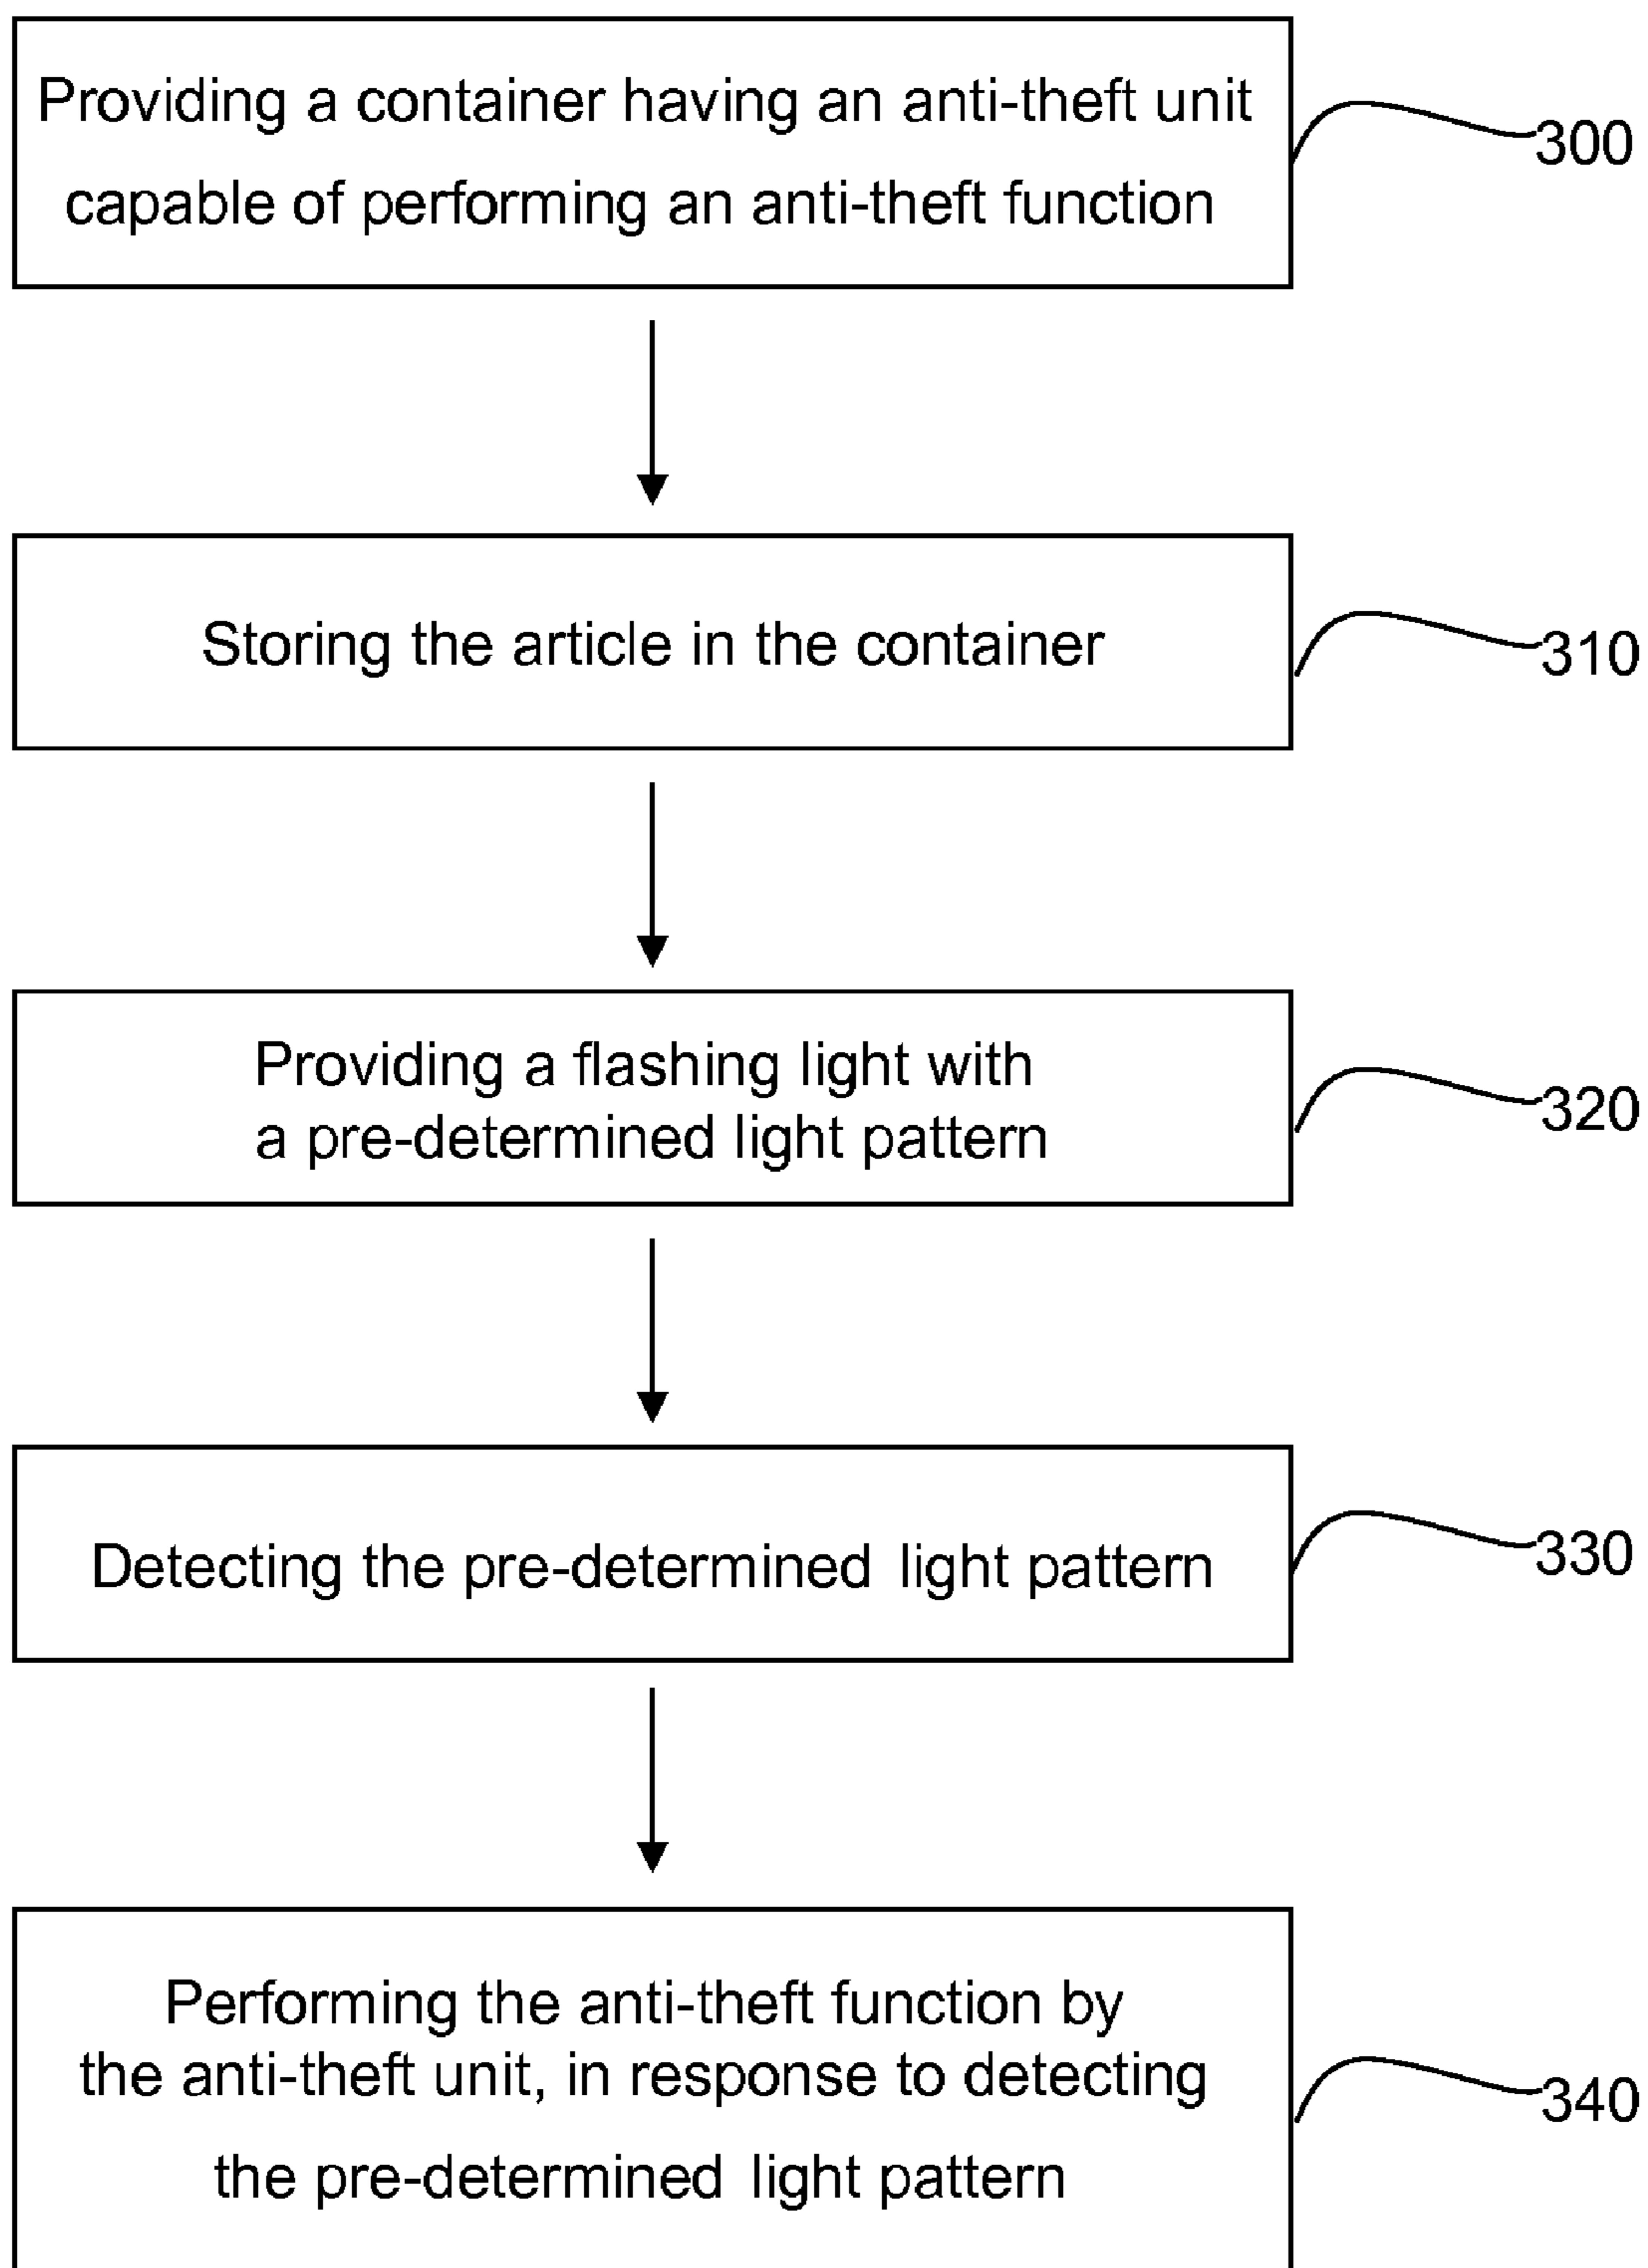 Providing a container having an anti-theft unit
capable of performing an anti-theft function
300
Storing the article in the container
310
Providing a flashing light with
a pre-determined light pattern
320
Detecting the pre-determined light pattern
330
Performing the anti-theft function by
the anti-theft unit, in response to detecting
the pre-determined light pattern
340